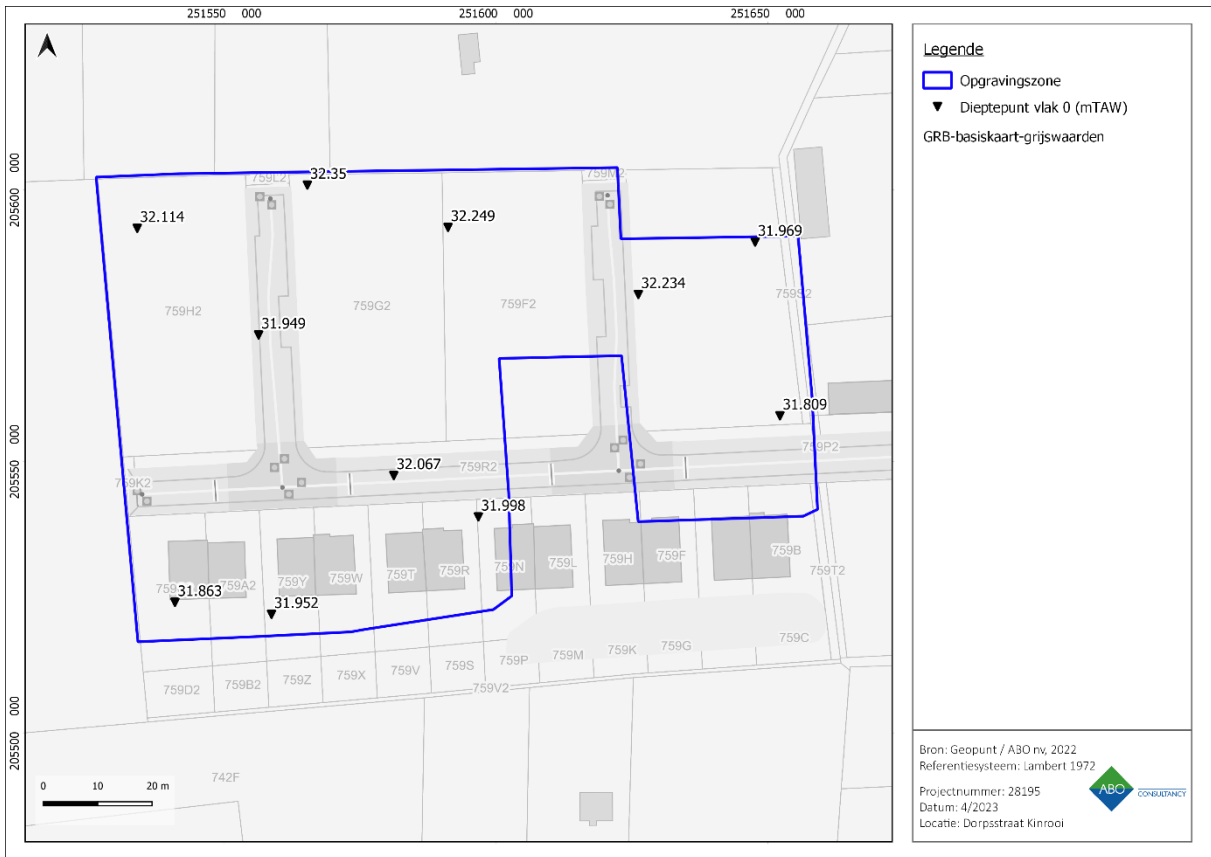 251550 000
251600 000
251650 000
205600 000
205550 000
205500 000
759L2
759M2
32.35
32.114
32.249
31.969
32.234
759H2
759G2
759F2
759S2
31.949
31.809
32.067
759R2
759P2
759K2
31.998
759A2
759Y
759W
759T
759R
759N
759L
759H
759F
759B
759T2
31.863
31.952
759D2
759B2
759Z
759X
759V
759S
759P
759M
759K
759G
759C
759V2
742F
0 10 20 m
Legende
Opgravingszone
Dieptepunt vlak 0 (mTAW)
GRB-basiskaart-grijswaarden
Bron: Geopunt / ABO nv, 2022
Referentiesysteem: Lambert 1972
Projectnummer: 28195
Datum: 4/2023
Locatie: Dorpsstraat Kinrooi
ABO
CONSULTANCY